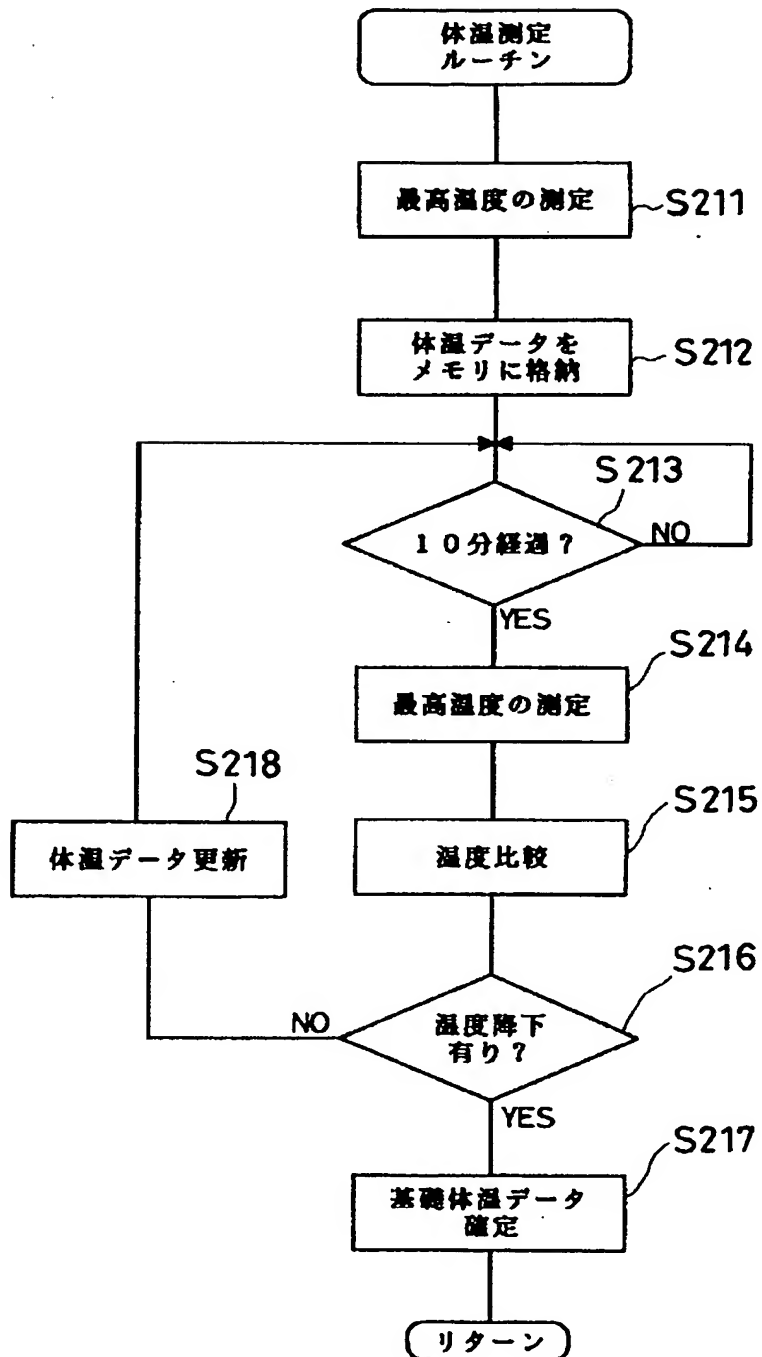 体温測定
ルーチン
最高温度の測定
S211
体温データを
メモリに格納
S212
S213
10分経過?
NO
YES
S214
最高温度の測定
S218
S215
体温データ更新
温度比較
S216
NO
温度降下
有り?
YES
S217
基礎体温データ
確定
リターン